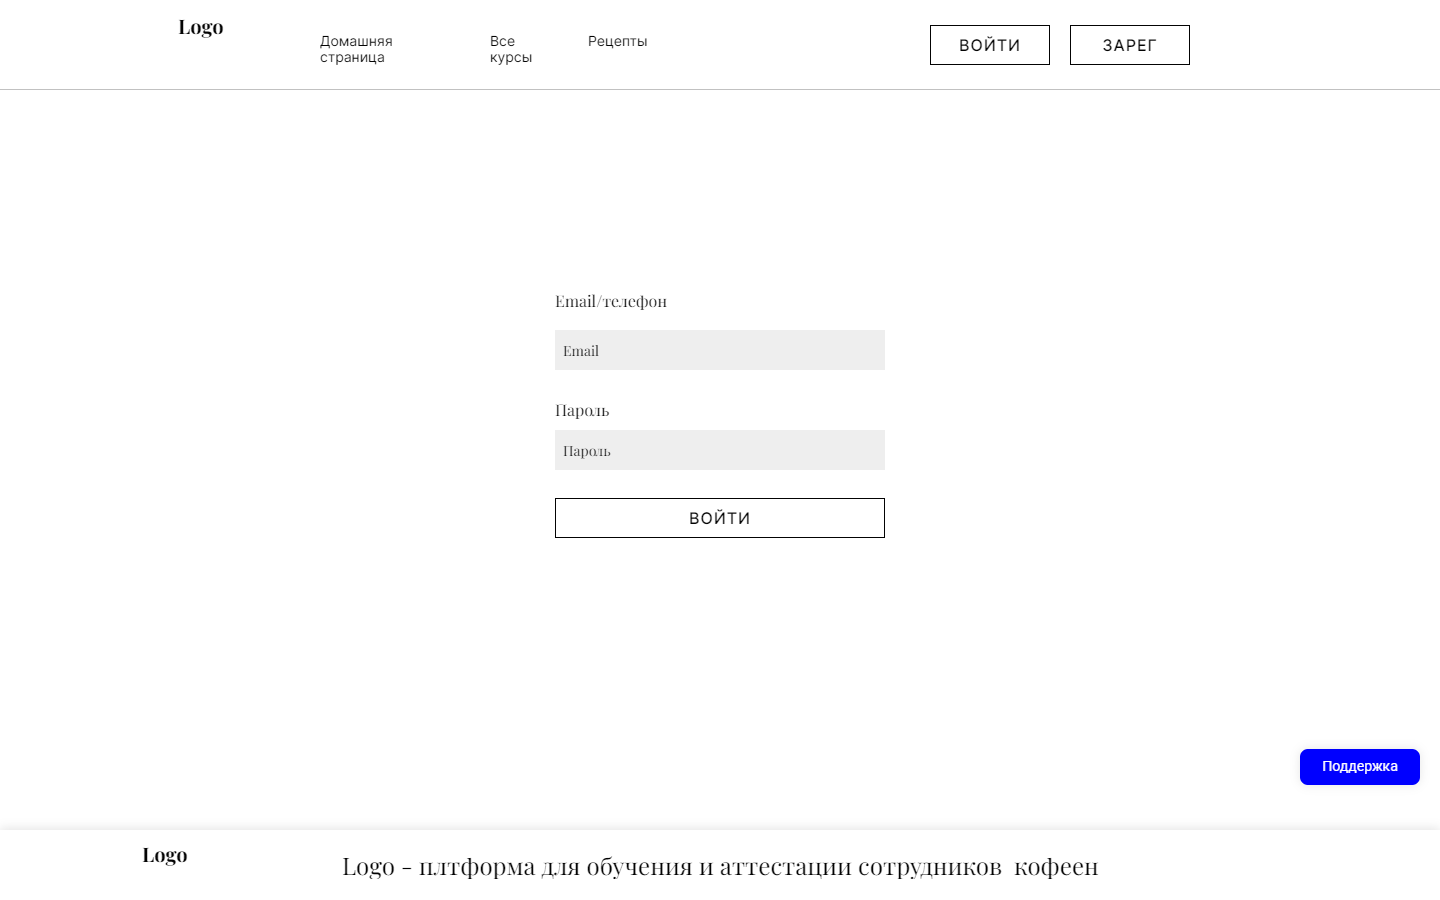 Logo
Домашняя
страница
Все
курсы
Рецепты
ВОЙТИ
ЗАРЕГ
Email/телефон
Email
Пароль
Пароль
ВОЙТИ
Поддержка
Logo
Logo - плтформа для обучения и аттестации сотрудников кофеен